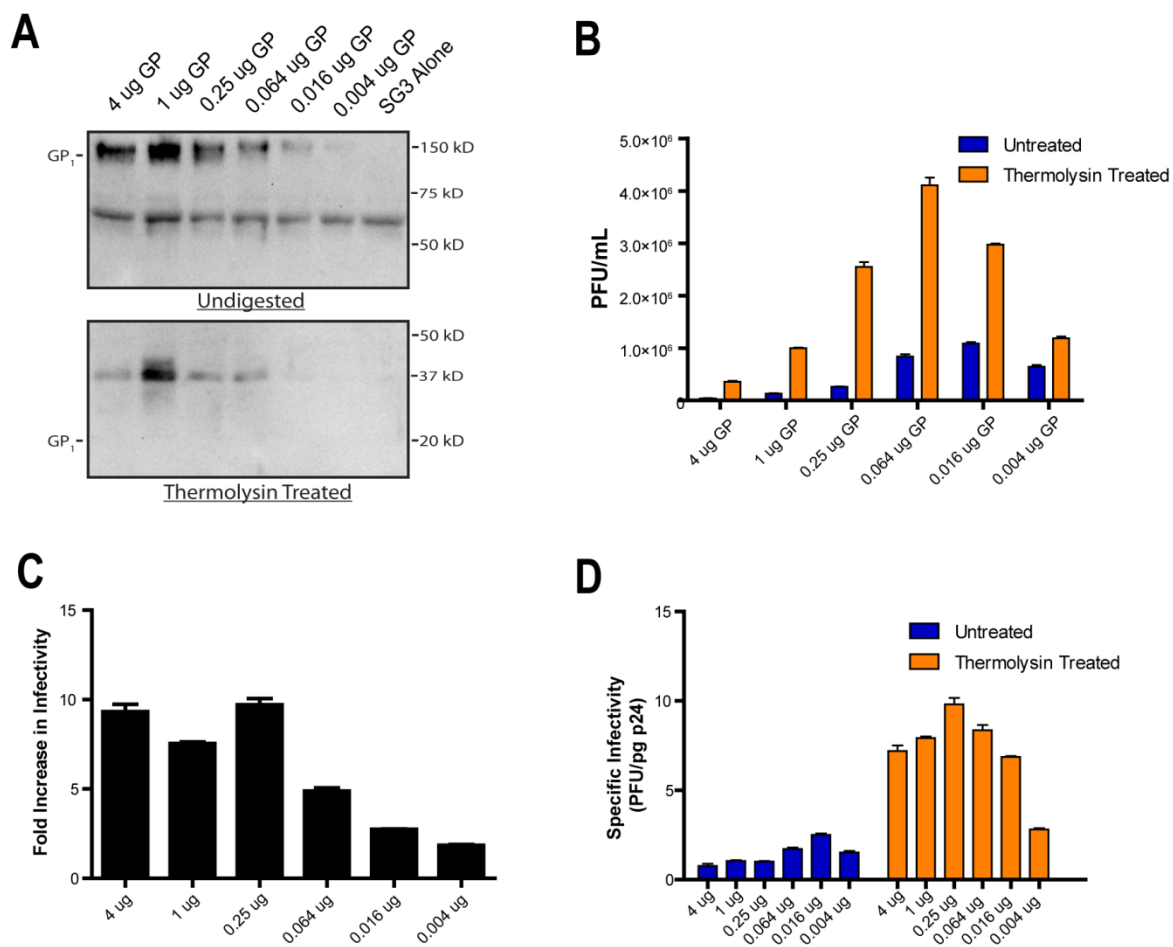 A
4 ug GP
1 ug GP
0.25 ug GP
0.064 ug GP
0.016 ug GP
0.004 ug GP
SG3 Alone
GP1
150 kD
75 kD
50 kD
Undigested
50 kD
37 kD
GP1
20 kD
Thermolysin Treated
B
Untreated
Thermolysin Treated
PFU/mL
5.0×10⁶
4.0×10⁶
3.0×10⁶
2.0×10⁶
1.0×10⁶
0
4 ug GP
1 ug GP
0.25 ug GP
0.064 ug GP
0.016 ug GP
0.004 ug GP
C
Fold Increase in Infectivity
15
10
5
0
4 ug
1 ug
0.25 ug
0.064 ug
0.016 ug
0.004 ug
D
Untreated
Thermolysin Treated
Specific Infectivity
(PFU/pg p24)
15
10
5
0
4 ug
1 ug
0.25 ug
0.064 ug
0.016 ug
0.004 ug
4 ug
1 ug
0.25 ug
0.064 ug
0.016 ug
0.004 ug